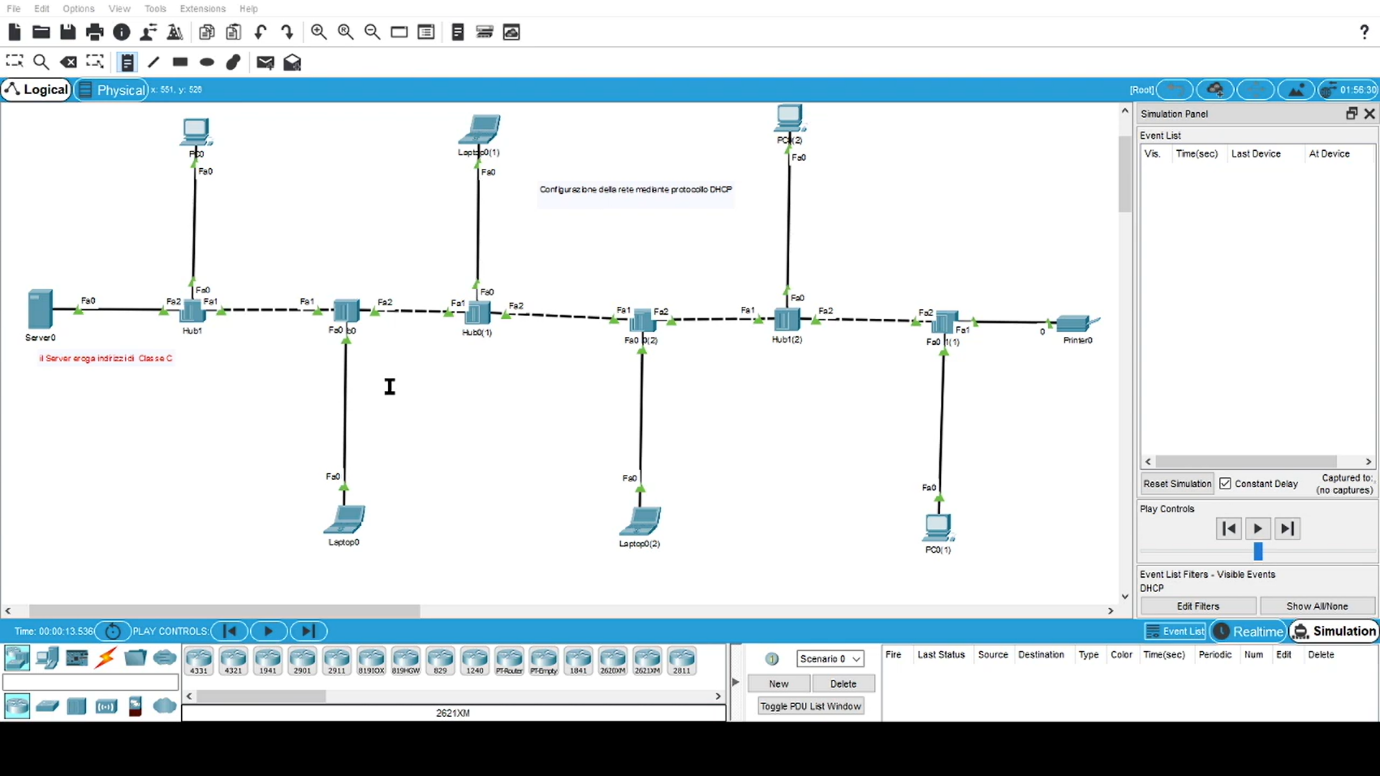 File Edit Options View Tools Extensions Help
Logical Physical x: 551, y: 526 [Root] 01:56:30
Simulation Panel
Event List
Vis. Time(sec) Last Device At Device
PC0
Fa0
Laptop0(1)
Fa0
Fa0
Configurazione della rete mediante protocollo DHCP
Fa0 Fa2 Fa0 Fa1 Fa1 Fa2 Fa1 Fa0 Fa2 Fa1 Fa2 Fa1 Fa0 Fa2 Fa2 Fa1 0
Server0 Hub1 Fa0 Hub0(1) Fa0 Hub1(2) Fa0 Printer0
il Server eroga indirizzi di Classe C
Fa0 Fa0 Fa0
Laptop0 Laptop0(2) PC0(1)
Reset Simulation Constant Delay Captured to:
(no captures)
Play Controls
Event List Filters - Visible Events
DHCP
Edit Filters Show All/None
Time: 00:00:13.536 PLAY CONTROLS: Event List Realtime Simulation
4331 4321 1941 2901 2911 819IOX 819HGW 829 1240 PT-Router PT-Empty 1841 2620XM 2621XM 2811
2621XM
Scenario 0
New Delete
Toggle PDU List Window
Fire Last Status Source Destination Type Color Time(sec) Periodic Num Edit Delete